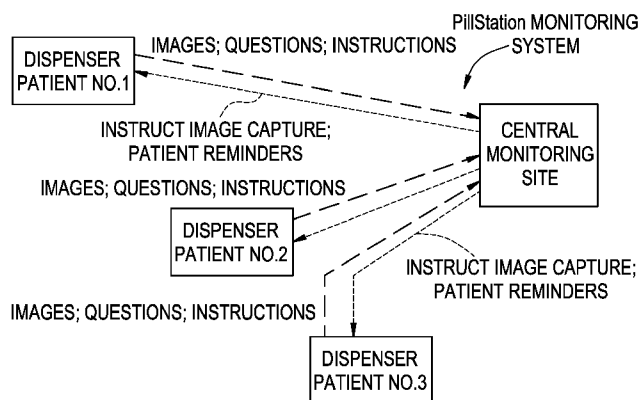 PillStation MONITORING
SYSTEM
IMAGES; QUESTIONS; INSTRUCTIONS
DISPENSER
PATIENT NO.1
INSTRUCT IMAGE CAPTURE;
PATIENT REMINDERS
CENTRAL
MONITORING
SITE
IMAGES; QUESTIONS; INSTRUCTIONS
DISPENSER
PATIENT NO.2
INSTRUCT IMAGE CAPTURE;
PATIENT REMINDERS
IMAGES; QUESTIONS; INSTRUCTIONS
DISPENSER
PATIENT NO.3